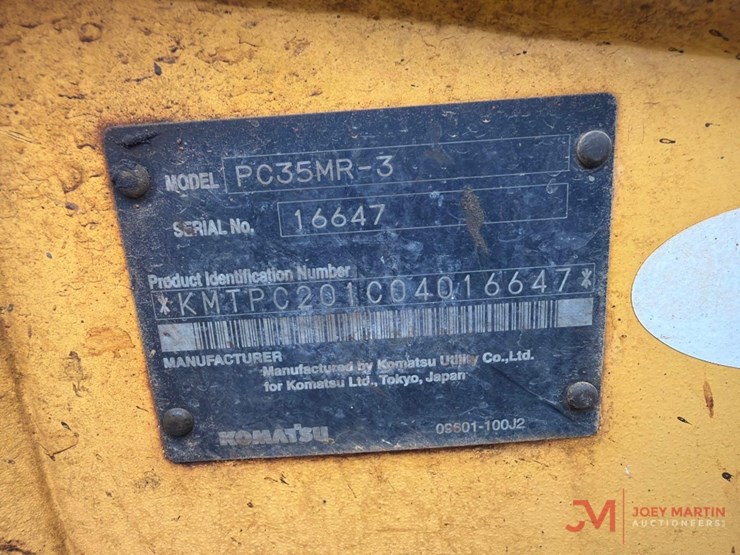 MODEL PC35MR-3
SERIAL No. 16647
Product Identification Number
*KMTPC201C04016647*
MANUFACTURER
Manufactured by Komatsu Utility Co.,Ltd.
for Komatsu Ltd.,Tokyo, Japan
KOMATSU
09601-100J2
JM JOEY MARTIN
AUCTIONEERS!